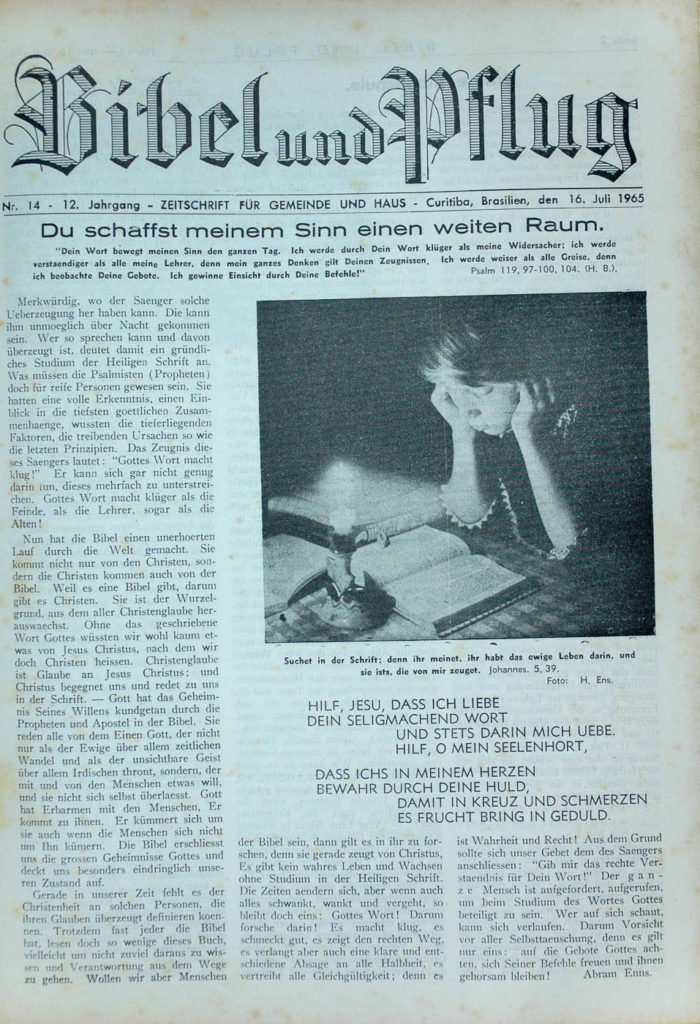 Bibel und Pflug
Nr. 14 - 12. Jahrgang - ZEITSCHRIFT FÜR GEMEINDE UND HAUS - Curitiba, Brasilien, den 16. Juli 1965
Du schaffst meinem Sinn einen weiten Raum.
"Dein Wort bewegt meinen Sinn den ganzen Tag. Ich werde durch Dein Wort klüger als meine Widersacher; ich werde
verstaendiger als alle meine Lehrer, denn mein ganzes Denken gilt Deinen Zeugnissen. Ich werde weiser als alle Greise, denn
ich beobachte Deine Gebote. Ich gewinne Einsicht durch Deine Befehle!"
Psalm 119, 97-100, 104. (H. B.).
Merkwürdig, wo der Saenger solche
Ueberzeugung her haben kann. Die kann
ihm unmoeglich über Nacht gekommen
sein. Wer so sprechen kann und davon
überzeugt ist, deutet damit ein gründli-
ches Studium der Heiligen Schrift an.
Was müssen die Psalmisten (Propheten)
doch für reife Personen gewesen sein. Sie
hatten eine volle Erkenntnis, einen Ein-
blick in die tiefsten goettlichen Zusam-
menhaenge, wussten die tieferliegenden
Faktoren, die treibenden Ursachen so wie
die letzten Prinzipien. Das Zeugnis die-
ses Saengers lautet: "Gottes Wort macht
klug!" Er kann sich gar nicht genug
darin tun, dieses mehrfach zu unterstrei-
chen. Gottes Wort macht klüger als die
Feinde, als die Lehrer, sogar als die
Alten!
Nun hat die Bibel einen unerhoerten
Lauf durch die Welt gemacht. Sie
kommt nicht nur von den Christen, son-
dern die Christen kommen auch von der
Bibel. Weil es eine Bibel gibt, darum
gibt es Christen. Sie ist der Wurzel-
grund, aus dem aller Christenglaube her-
auswaechst. Ohne das geschriebene
Wort Gottes wüssten wir wohl kaum et-
was von Jesus Christus, nach dem wir
doch Christen heissen. Christenglaube
ist Glaube an Jesus Christus; und
Christus begegnet uns und redet zu uns
in der Schrift. — Gott hat das Geheim-
nis Seines Willens kundgetan durch die
Propheten und Apostel in der Bibel. Sie
reden alle von dem Einen Gott, der nicht
nur als der Ewige über allem zeitlichen
Wandel und als der unsichtbare Geist
über allem Irdischen thront, sondern, der
mit und von den Menschen etwas will,
und sie nicht sich selbst überlaesst. Gott
hat Erbarmen mit den Menschen, Er
kommt zu ihnen. Er kümmert sich um
sie auch wenn die Menschen sich nicht
um Ihn kümern. Die Bibel erschliesst
uns die grossen Geheimnisse Gottes und
deckt uns besonders eindringlich unse-
ren Zustand auf.
Gerade in unserer Zeit fehlt es der
Christenheit an solchen Personen, die
ihren Glauben überzeugt definieren koen-
nen. Trotzdem fast jeder die Bibel
hat, lesen doch so wenige dieses Buch,
vielleicht um nicht zuviel daraus zu wis-
sen und Verantwortung aus dem Wege
zu gehen. Wollen wir aber Menschen
Suchet in der Schrift; denn ihr meinet, ihr habt das ewige Leben darin, und
sie ists, die von mir zeuget. Johannes. 5, 39.
Foto: H. Ens.
HILF, JESU, DASS ICH LIEBE
DEIN SELIGMACHEND WORT
UND STETS DARIN MICH UEBE.
HILF, O MEIN SEELENHORT,
DASS ICHS IN MEINEM HERZEN
BEWAHR DURCH DEINE HULD,
DAMIT IN KREUZ UND SCHMERZEN
ES FRUCHT BRING IN GEDULD.
der Bibel sein, dann gilt es in ihr zu for-
schen, denn sie gerade zeugt von Christus,
Es gibt kein wahres Leben und Wachsen
ohne Studium in der Heiligen Schrift.
Die Zeiten aendern sich, aber wenn auch
alles schwankt, wankt und vergeht, so
bleibt doch eins: Gottes Wort! Darum
forsche darin! Es macht klug, es
schmeckt gut, es zeigt den rechten Weg,
es verlangt aber auch eine klare und ent-
schiedene Absage an alle Halbheit, es
vertreibt alle Gleichgültigkeit; denn es
ist Wahrheit und Recht! Aus dem Grund
sollte sich unser Gebet dem des Saengers
anschliessen: "Gib mir das rechte Ver-
staendnis für Dein Wort!" Der g a n -
z e Mensch ist aufgefordert, aufgerufen,
um beim Studium des Wortes Gottes
beteiligt zu sein. Wer auf sich schaut,
kann sich verlaufen. Darum Vorsicht
vor aller Selbsttaeuschung, denn es gilt
nur eins: auf die Gebote Gottes ach-
ten, sich Seiner Befehle freuen und ihnen
gehorsam bleiben! Abram Enns.